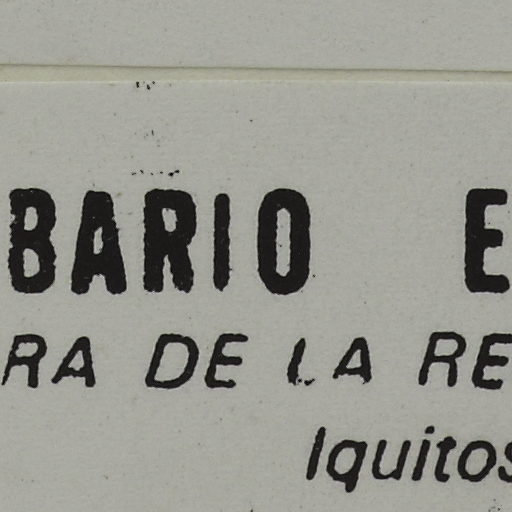 BARIO E
RA DE LA RE
Iquitos